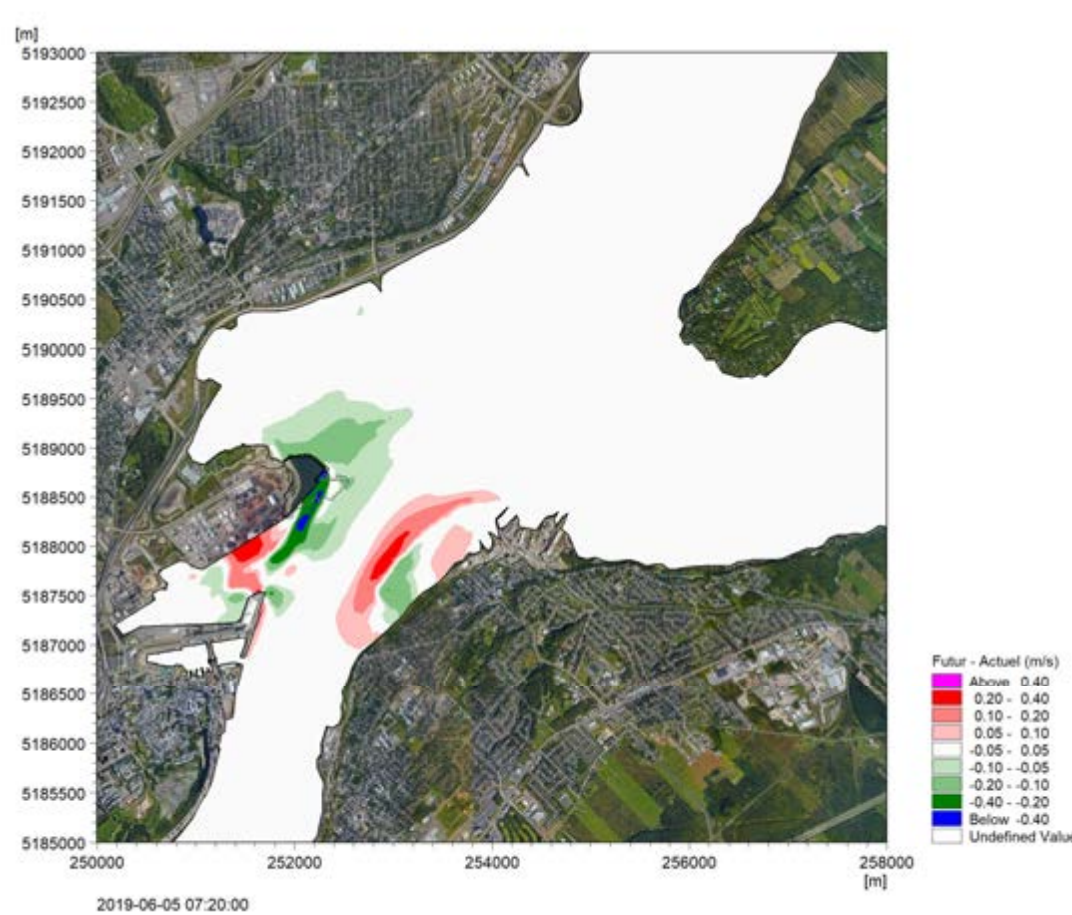 [m]
5193000
5192500
5192000
5191500
5191000
5190500
5190000
5189500
5189000
5188500
5188000
5187500
5187000
5186500
5186000
5185500
5185000
250000 252000 254000 256000 258000
[m]
2019-06-05 07:20:00
Futur - Actuel (m/s)
Above 0.40
0.20 - 0.40
0.10 - 0.20
0.05 - 0.10
-0.05 - 0.05
-0.10 - -0.05
-0.20 - -0.10
-0.40 - -0.20
Below -0.40
Undefined Value